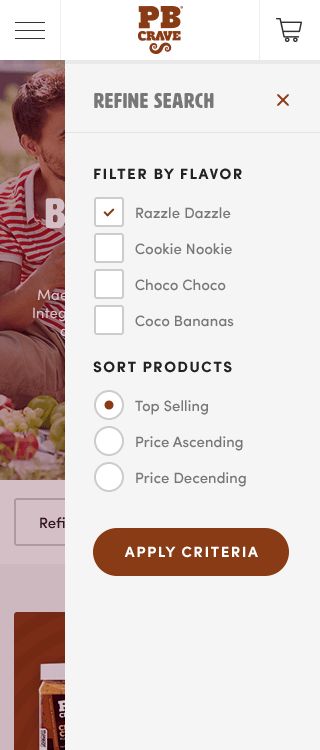 PB
CRAVE
REFINE SEARCH
FILTER BY FLAVOR
Razzle Dazzle
Cookie Nookie
Choco Choco
Coco Bananas
SORT PRODUCTS
Top Selling
Price Ascending
Price Decending
APPLY CRITERIA
B
Mae
Integ
Refi